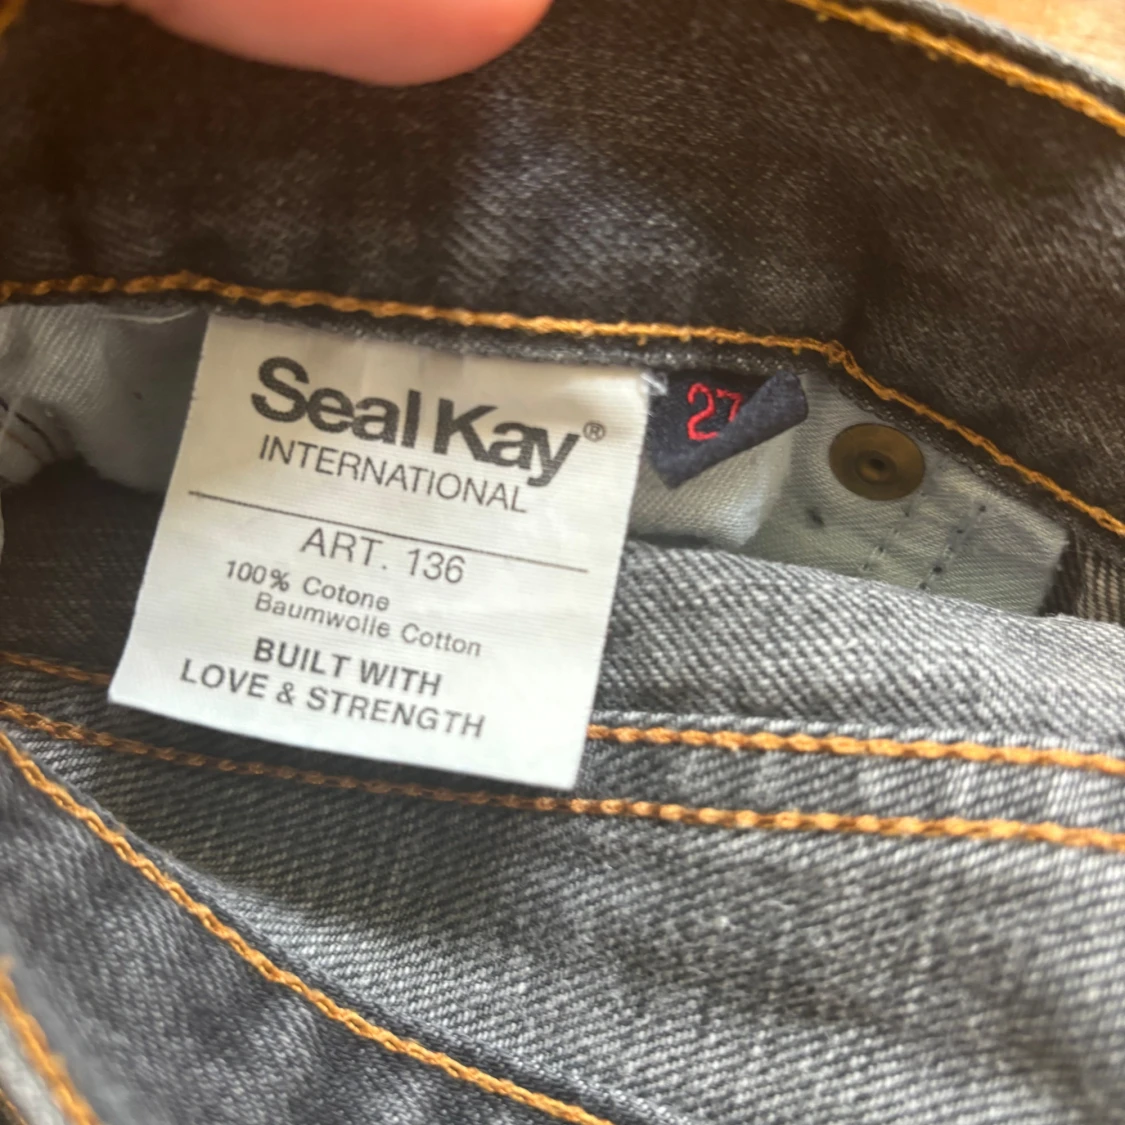 Seal Kay®
INTERNATIONAL
ART. 136
100% Cotone
Baumwolle Cotton
BUILT WITH
LOVE & STRENGTH
27